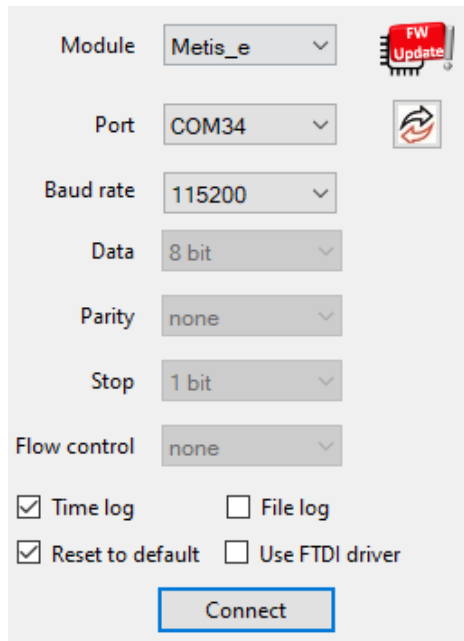 Module Metis_e FW Update
Port COM34
Baud rate 115200
Data 8 bit
Parity none
Stop 1 bit
Flow control none
Time log File log
Reset to default Use FTDI driver
Connect